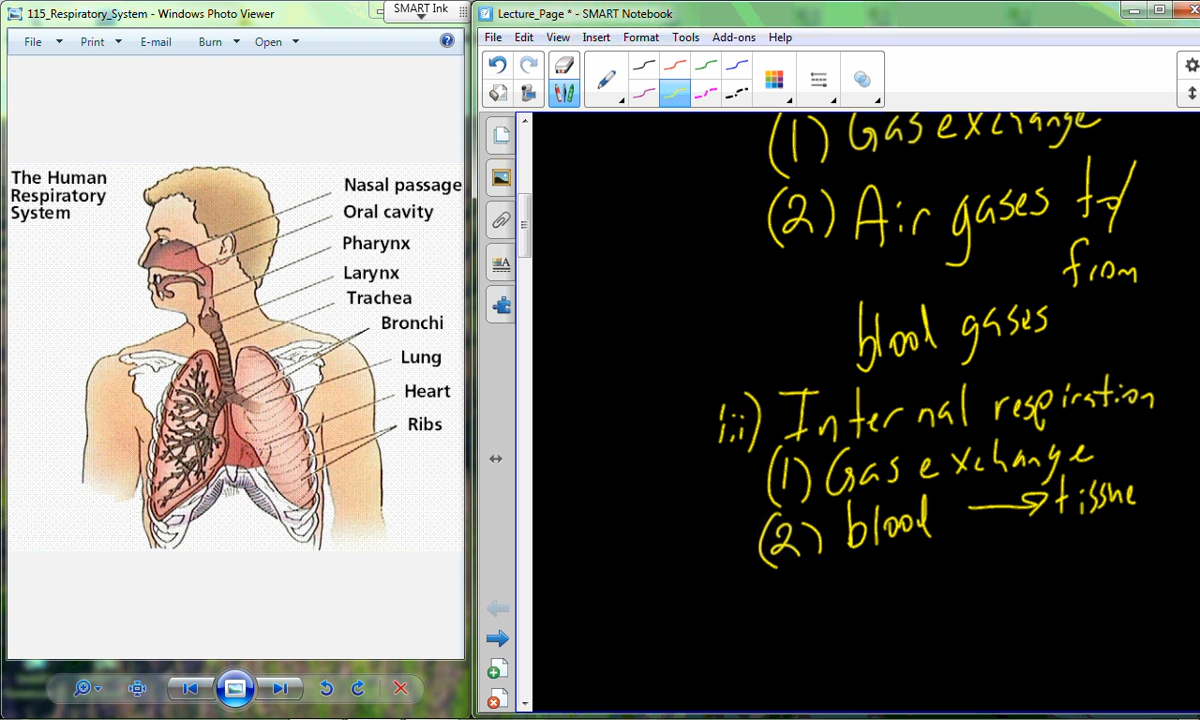 115_Respiratory_System - Windows Photo Viewer
SMART Ink
File Print E-mail Burn Open
The Human
Respiratory
System
Nasal passage
Oral cavity
Pharynx
Larynx
Trachea
Bronchi
Lung
Heart
Ribs
Lecture_Page * - SMART Notebook
File Edit View Insert Format Tools Add-ons Help
(1) Gas exchange
(2) Air gases to/
from
blood gases
iii) Internal respiration
(1) Gas exchange
(2) blood → tissue